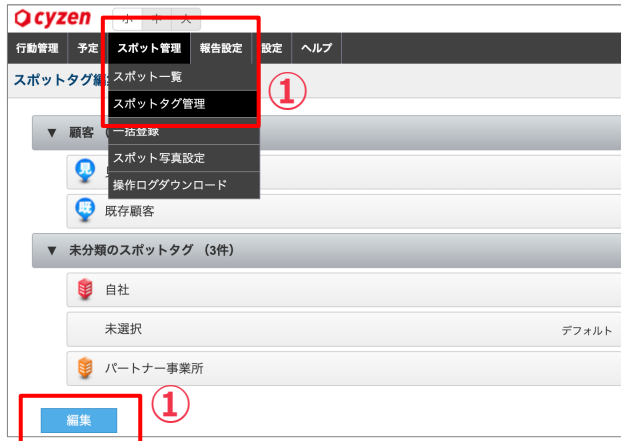 cyzen
小 中 大
行動管理 予定 スポット管理 報告設定 設定 ヘルプ
スポットタグ編
スポット一覧
①
スポットタグ管理
▼ 顧客
一括登録
見
スポット写真設定
操作ログダウンロード
既 既存顧客
▼ 未分類のスポットタグ (3件)
自社
未選択 デフォルト
パートナー事業所
①
編集